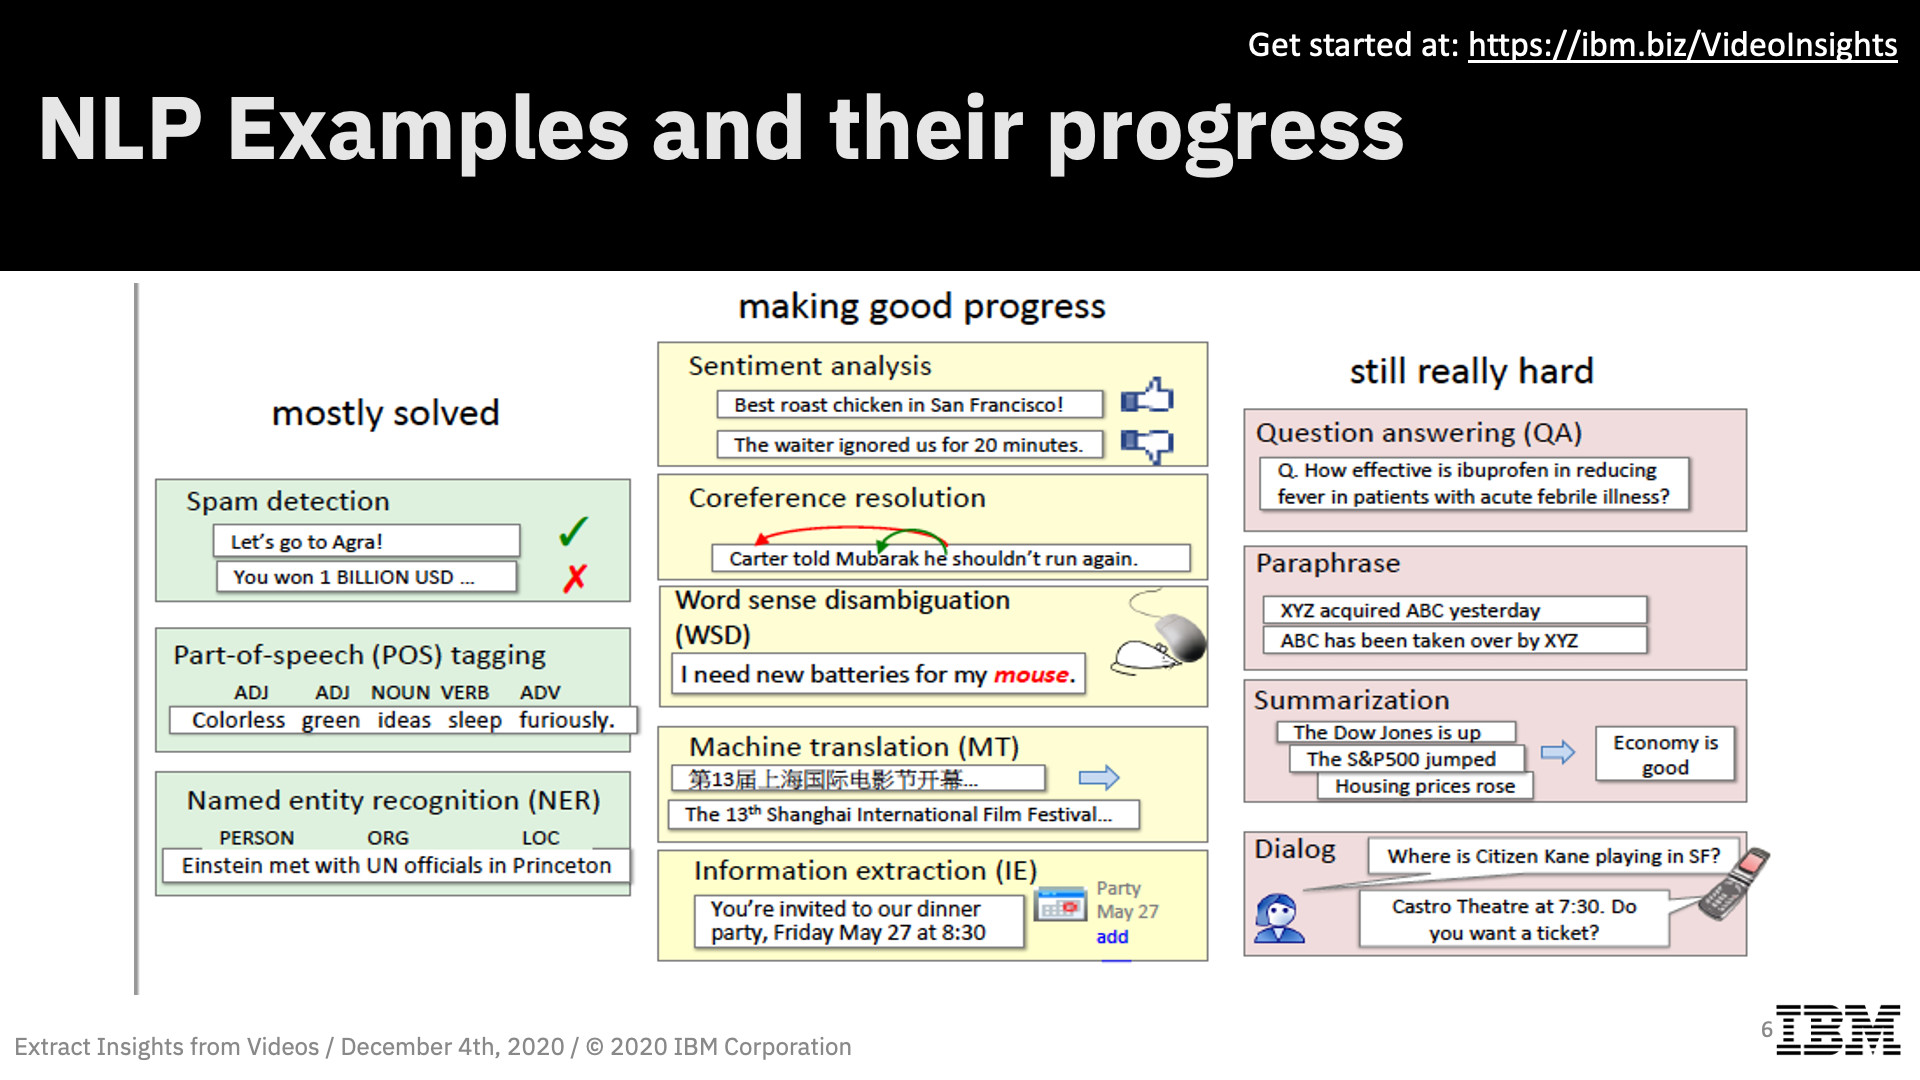 Get started at: https://ibm.biz/VideoInsights
NLP Examples and their progress
mostly solved
Spam detection
Let's go to Agra!
You won 1 BILLION USD ...
Part-of-speech (POS) tagging
ADJ ADJ NOUN VERB ADV
Colorless green ideas sleep furiously.
Named entity recognition (NER)
PERSON ORG LOC
Einstein met with UN officials in Princeton
making good progress
Sentiment analysis
Best roast chicken in San Francisco!
The waiter ignored us for 20 minutes.
Coreference resolution
Carter told Mubarak he shouldn't run again.
Word sense disambiguation
(WSD)
I need new batteries for my mouse.
Machine translation (MT)
第13届上海国际电影节开幕...
The 13th Shanghai International Film Festival...
Information extraction (IE)
You're invited to our dinner
party, Friday May 27 at 8:30
Party
May 27
add
still really hard
Question answering (QA)
Q. How effective is ibuprofen in reducing
fever in patients with acute febrile illness?
Paraphrase
XYZ acquired ABC yesterday
ABC has been taken over by XYZ
Summarization
The Dow Jones is up
The S&P500 jumped
Housing prices rose
Economy is
good
Dialog
Where is Citizen Kane playing in SF?
Castro Theatre at 7:30. Do
you want a ticket?
Extract Insights from Videos / December 4th, 2020 / © 2020 IBM Corporation
6
IBM